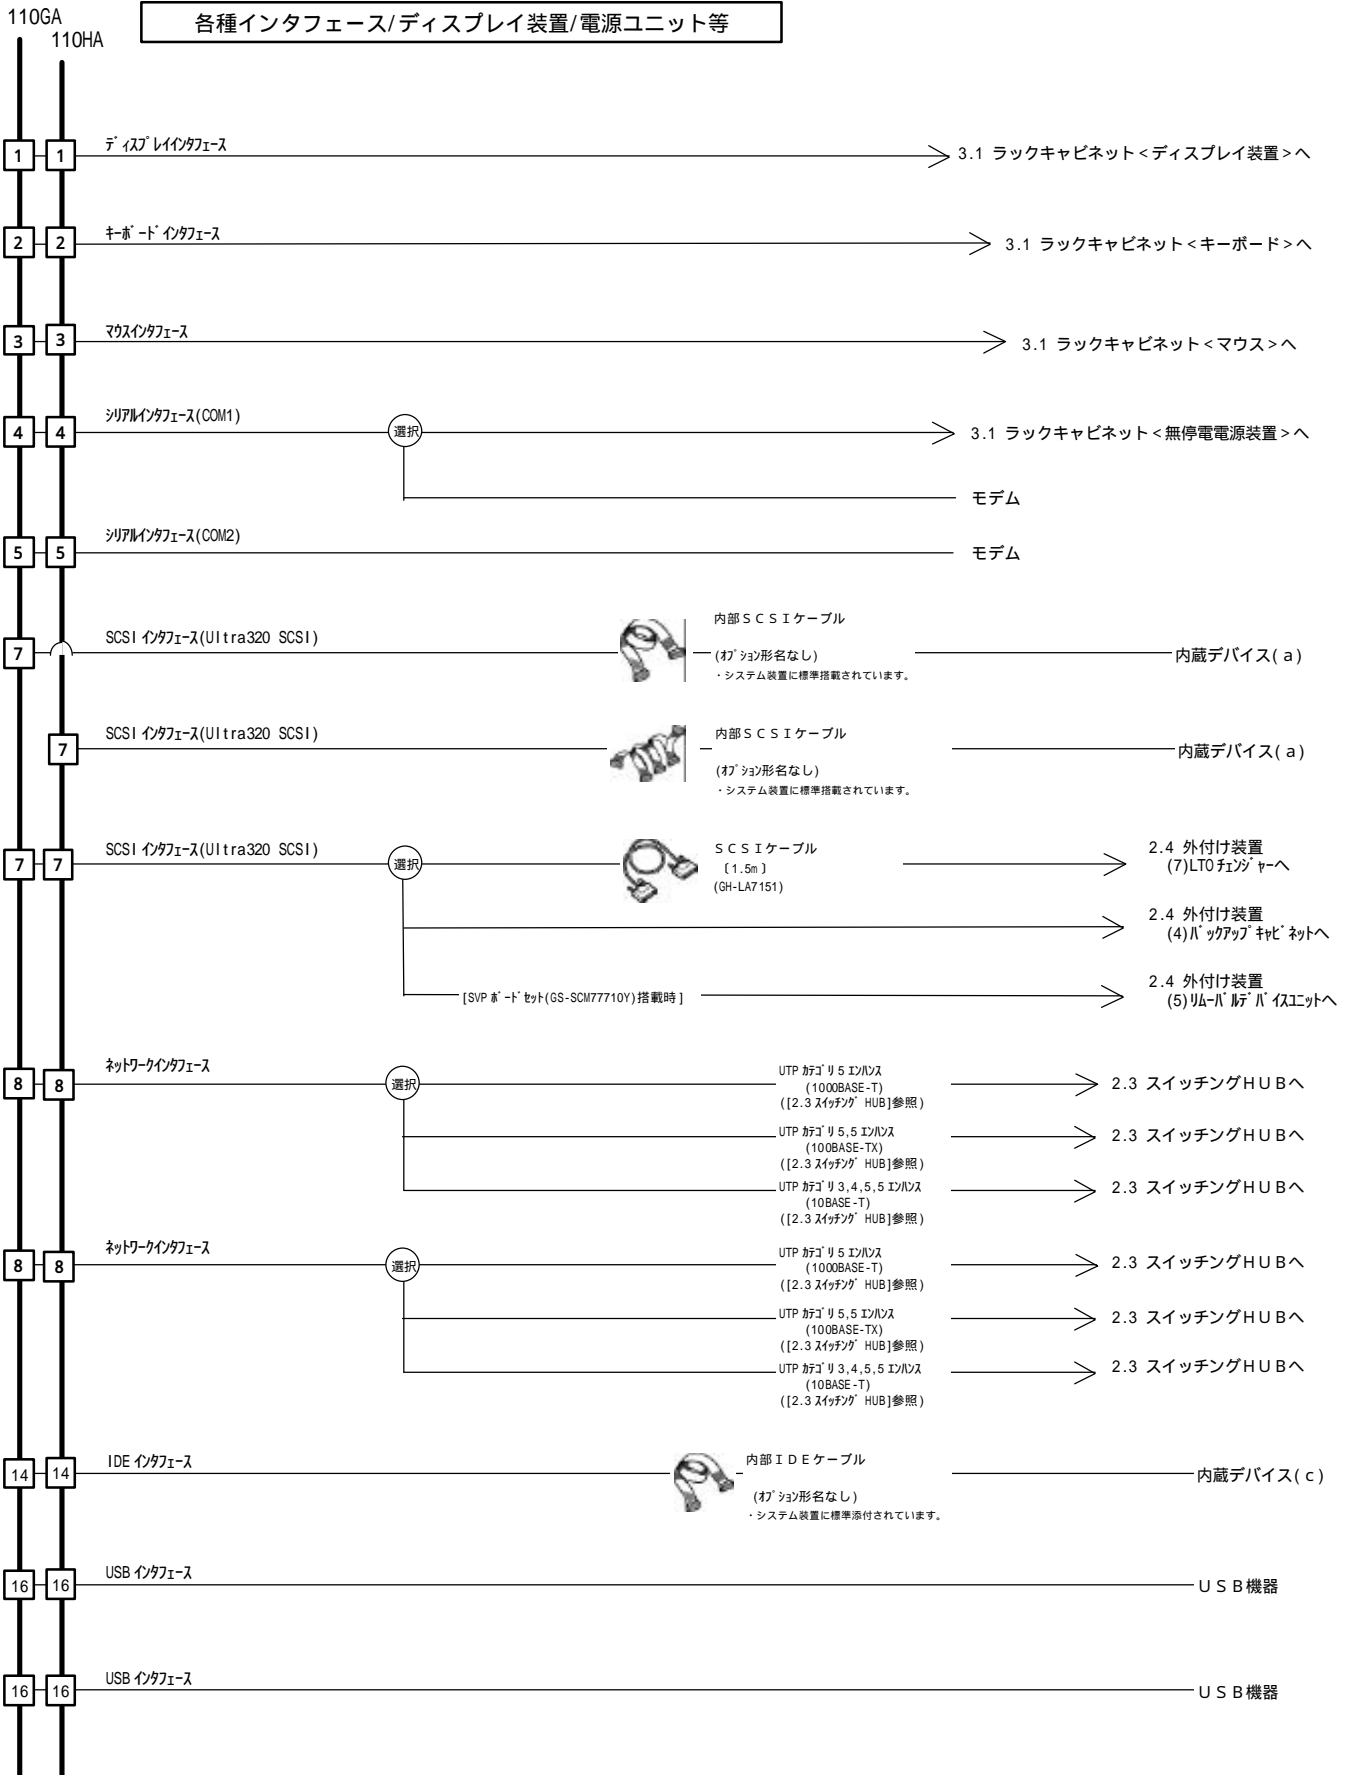 110GA
110HA
各種インタフェース/ディスプレイ装置/電源ユニット等
1 1 ディスプレイインタフェース
3.1 ラックキャビネット<ディスプレイ装置>へ
2 2 キーボードインタフェース
3.1 ラックキャビネット<キーボード>へ
3 3 マウスインタフェース
3.1 ラックキャビネット<マウス>へ
4 4 シリアルインタフェース(COM1)
選択
3.1 ラックキャビネット<無停電電源装置>へ
モデム
5 5 シリアルインタフェース(COM2)
モデム
7 SCSI インタフェース(Ultra320 SCSI)
内部SCSIケーブル
(オプション形名なし)
・システム装置に標準搭載されています。
内蔵デバイス(a)
7 SCSI インタフェース(Ultra320 SCSI)
内部SCSIケーブル
(オプション形名なし)
・システム装置に標準搭載されています。
内蔵デバイス(a)
7 7 SCSI インタフェース(Ultra320 SCSI)
選択
SCSIケーブル
〔1.5m〕
(GH-LA7151)
2.4 外付け装置
(7)LTOチェンジャーへ
2.4 外付け装置
(4)バックアップキャビネットへ
[SVPボードセット(GS-SCM77710Y)搭載時]
2.4 外付け装置
(5)リムーバルデバイスユニットへ
8 8 ネットワークインタフェース
選択
UTP カテゴリ 5 エンハンス
(1000BASE-T)
([2.3 スイッチング HUB]参照)
2.3 スイッチングHUBへ
UTP カテゴリ 5,5 エンハンス
(100BASE-TX)
([2.3 スイッチング HUB]参照)
2.3 スイッチングHUBへ
UTP カテゴリ 3,4,5,5 エンハンス
(10BASE-T)
([2.3 スイッチング HUB]参照)
2.3 スイッチングHUBへ
8 8 ネットワークインタフェース
選択
UTP カテゴリ 5 エンハンス
(1000BASE-T)
([2.3 スイッチング HUB]参照)
2.3 スイッチングHUBへ
UTP カテゴリ 5,5 エンハンス
(100BASE-TX)
([2.3 スイッチング HUB]参照)
2.3 スイッチングHUBへ
UTP カテゴリ 3,4,5,5 エンハンス
(10BASE-T)
([2.3 スイッチング HUB]参照)
2.3 スイッチングHUBへ
14 14 IDE インタフェース
内部IDEケーブル
(オプション形名なし)
・システム装置に標準添付されています。
内蔵デバイス(c)
16 16 USB インタフェース
USB機器
16 16 USB インタフェース
USB機器